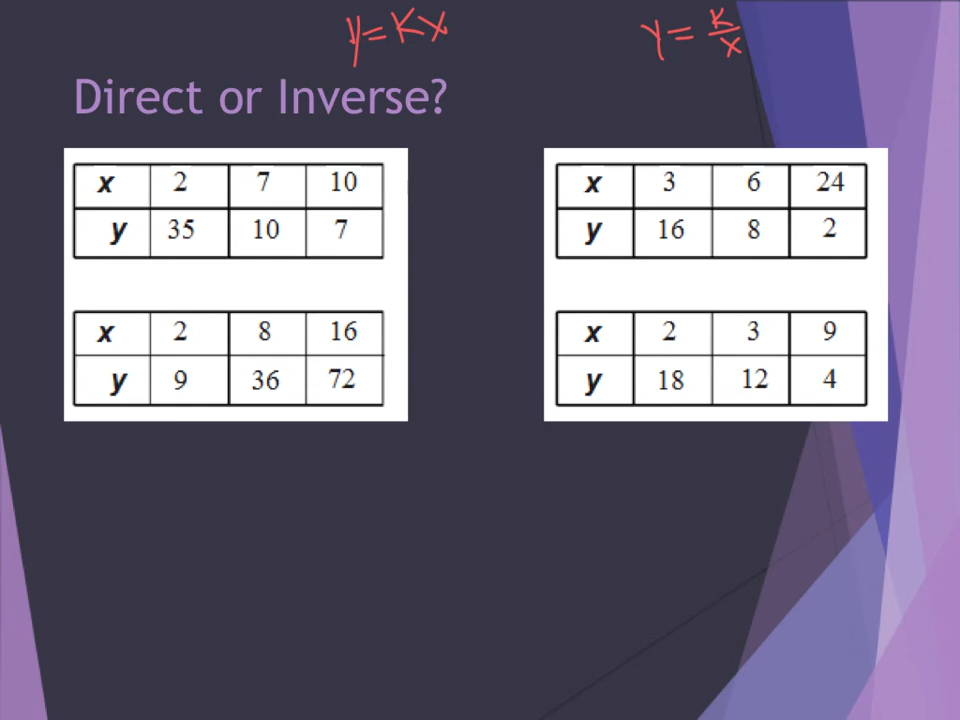 y=Kx
y=K/x
Direct or Inverse?
x 2 7 10
y 35 10 7
x 2 8 16
y 9 36 72
x 3 6 24
y 16 8 2
x 2 3 9
y 18 12 4